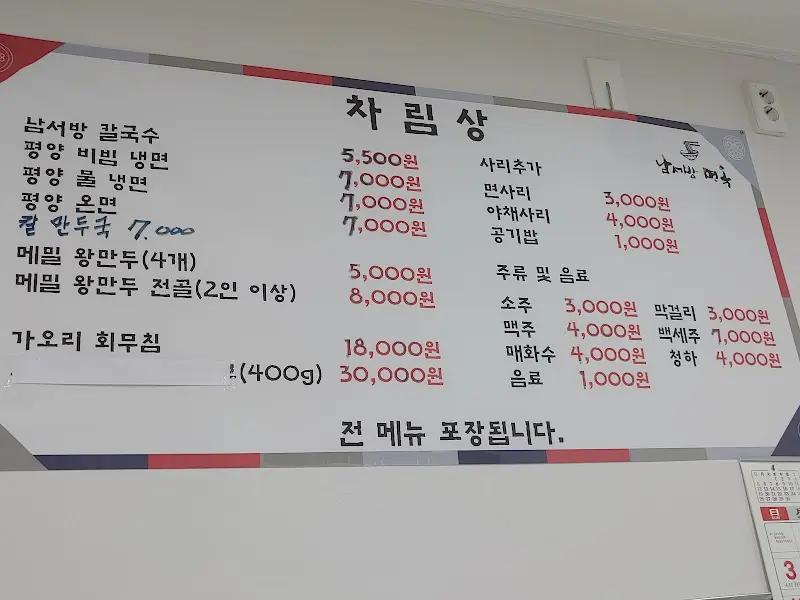 차림상
남서방 칼국수 5,500원
평양 비빔 냉면 7,000원
평양 물 냉면 7,000원
평양 온면 7,000원
칼 만두국 7.000
메밀 왕만두(4개) 5,000원
메밀 왕만두 전골(2인 이상) 8,000원
가오리 회무침 18,000원
(400g) 30,000원
사리추가
면사리 3,000원
야채사리 4,000원
공기밥 1,000원
주류 및 음료
소주 3,000원 막걸리 3,000원
맥주 4,000원 백세주 7,000원
매화수 4,000원 청하 4,000원
음료 1,000원
전 메뉴 포장됩니다.
남서방 면옥
4
日
3